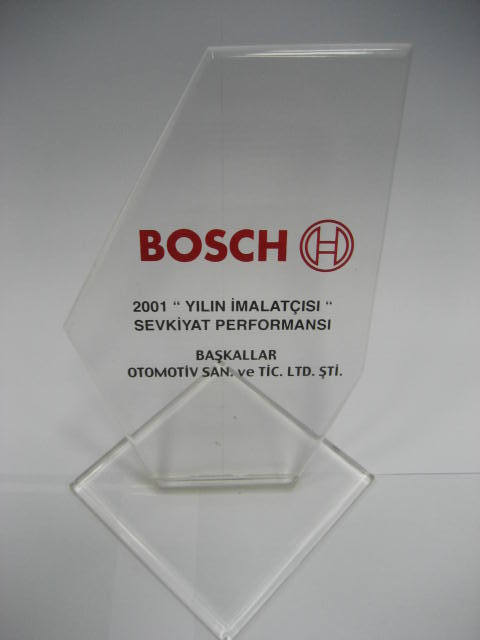 BOSCH
2001 " YILIN İMALATÇISI "
SEVKİYAT PERFORMANSI
BAŞKALLAR
OTOMOTİV SAN. ve TİC. LTD. ŞTİ.